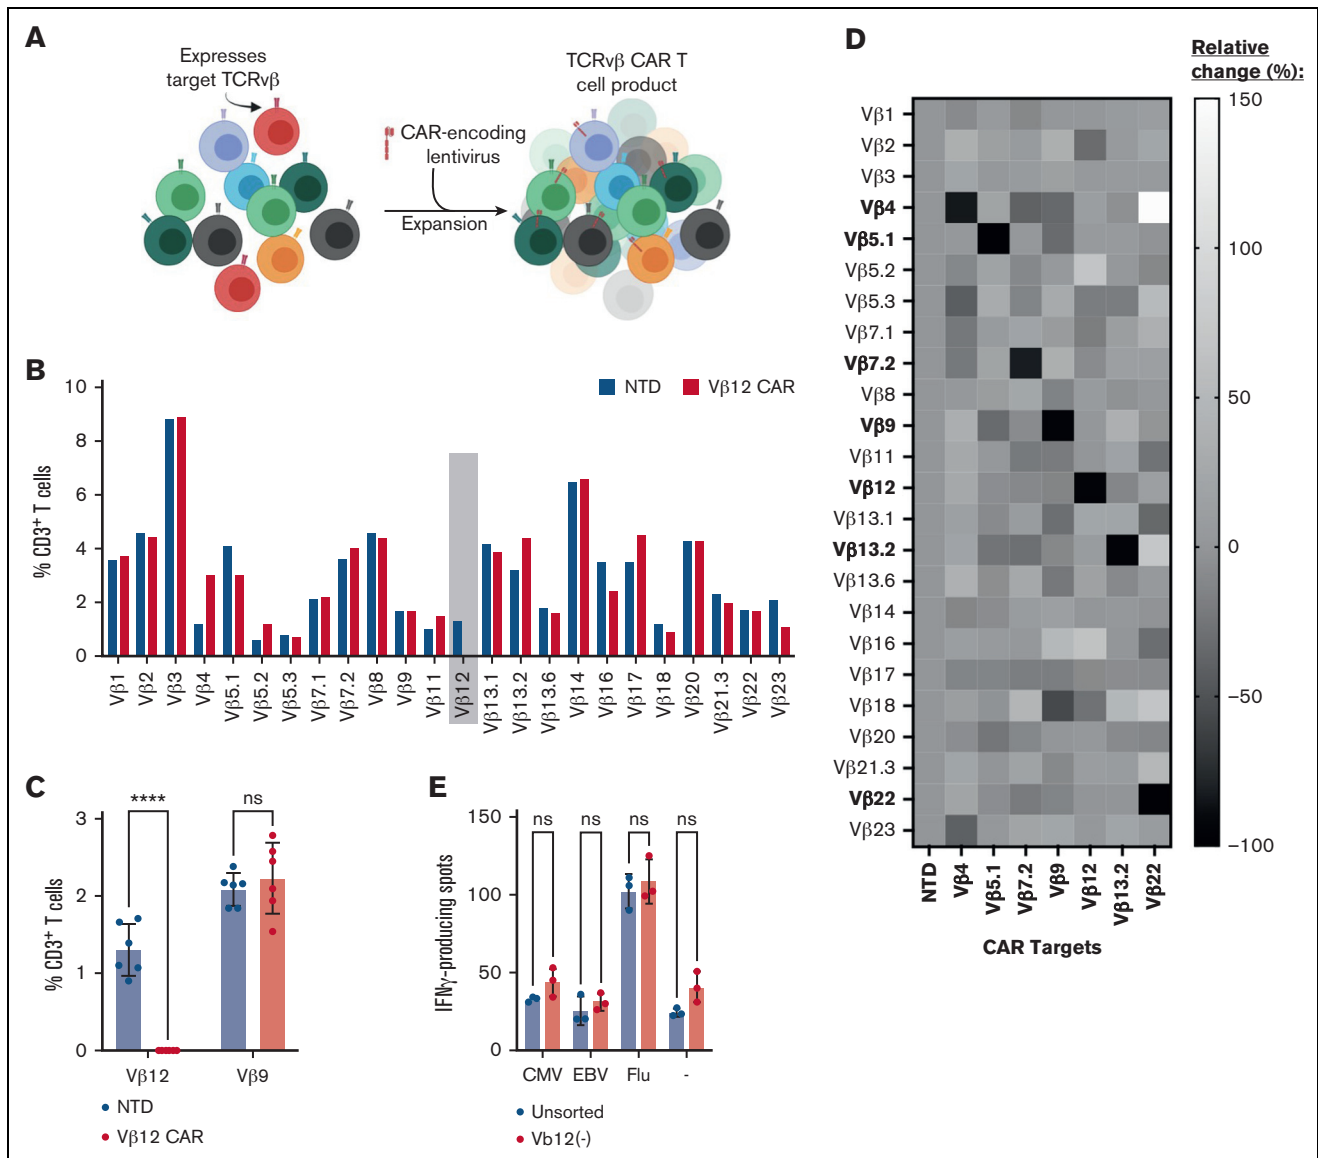 A
Expresses
target TCRvβ
CAR-encoding
lentivirus
Expansion
TCRvβ CAR T
cell product
B
% CD3+ T cells
10
8
6
4
2
0
NTD
Vβ12 CAR
Vβ1
Vβ2
Vβ3
Vβ4
Vβ5.1
Vβ5.2
Vβ5.3
Vβ7.1
Vβ7.2
Vβ8
Vβ9
Vβ11
Vβ12
Vβ13.1
Vβ13.2
Vβ13.6
Vβ14
Vβ16
Vβ17
Vβ18
Vβ20
Vβ21.3
Vβ22
Vβ23
C
% CD3+ T cells
3
2
1
0
****
ns
Vβ12
Vβ9
NTD
Vβ12 CAR
D
Relative
change (%):
Vβ1
Vβ2
Vβ3
Vβ4
Vβ5.1
Vβ5.2
Vβ5.3
Vβ7.1
Vβ7.2
Vβ8
Vβ9
Vβ11
Vβ12
Vβ13.1
Vβ13.2
Vβ13.6
Vβ14
Vβ16
Vβ17
Vβ18
Vβ20
Vβ21.3
Vβ22
Vβ23
150
100
50
0
−50
−100
NTD
Vβ4
Vβ5.1
Vβ7.2
Vβ9
Vβ12
Vβ13.2
Vβ22
CAR Targets
E
IFNγ-producing spots
150
100
50
0
ns
ns
ns
ns
CMV
EBV
Flu
-
Unsorted
Vb12(-)